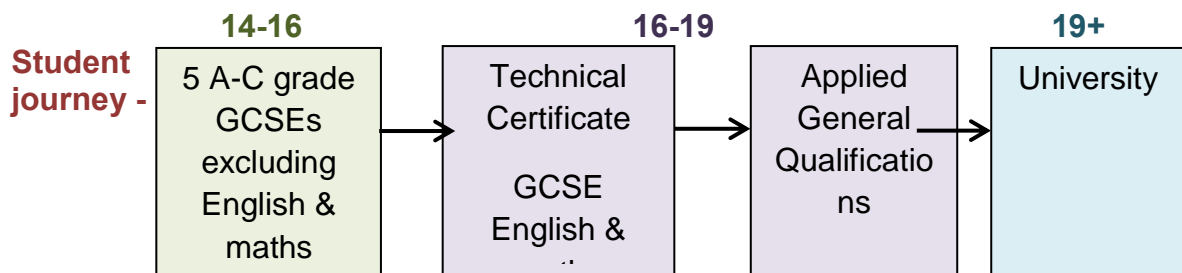 14-16
16-19
19+
Student
journey -
5 A-C grade
GCSEs
excluding
English &
maths
Technical
Certificate
GCSE
English &
Applied
General
Qualificatio
ns
University